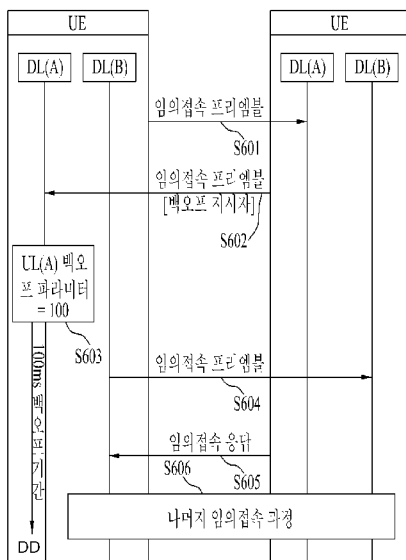 UE
UE
DL(A)
DL(B)
DL(A)
DL(B)
임의접속 프리엠블
S601
임의접속 프리엠블
[백오프 지시자]
S602
UL(A) 백오
프 파라미터
= 100
S603
100ms 백오프 기간
임의접속 프리엠블
S604
임의접속 응답
S606
S605
나머지 임의접속 과정
DD